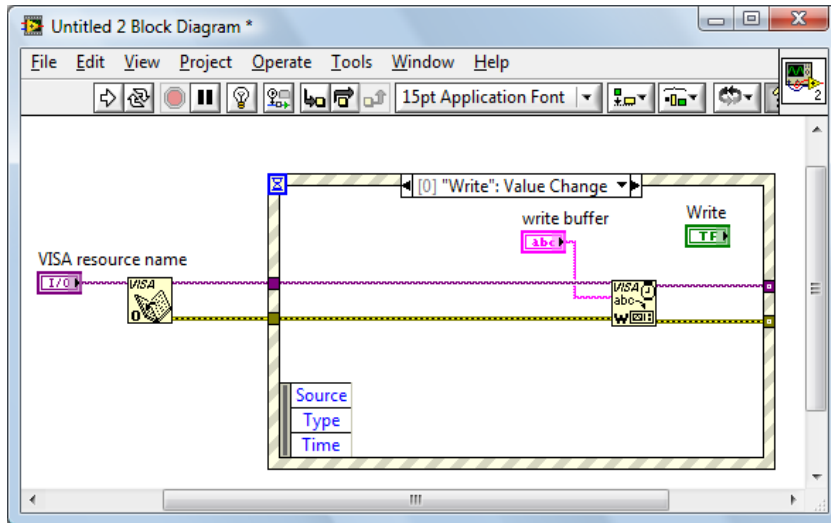 Untitled 2 Block Diagram *
File Edit View Project Operate Tools Window Help
15pt Application Font
2
[0] "Write": Value Change
write buffer
Write
abc
TF
VISA resource name
I/O
VISA
VISA
abc
W
Source
Type
Time